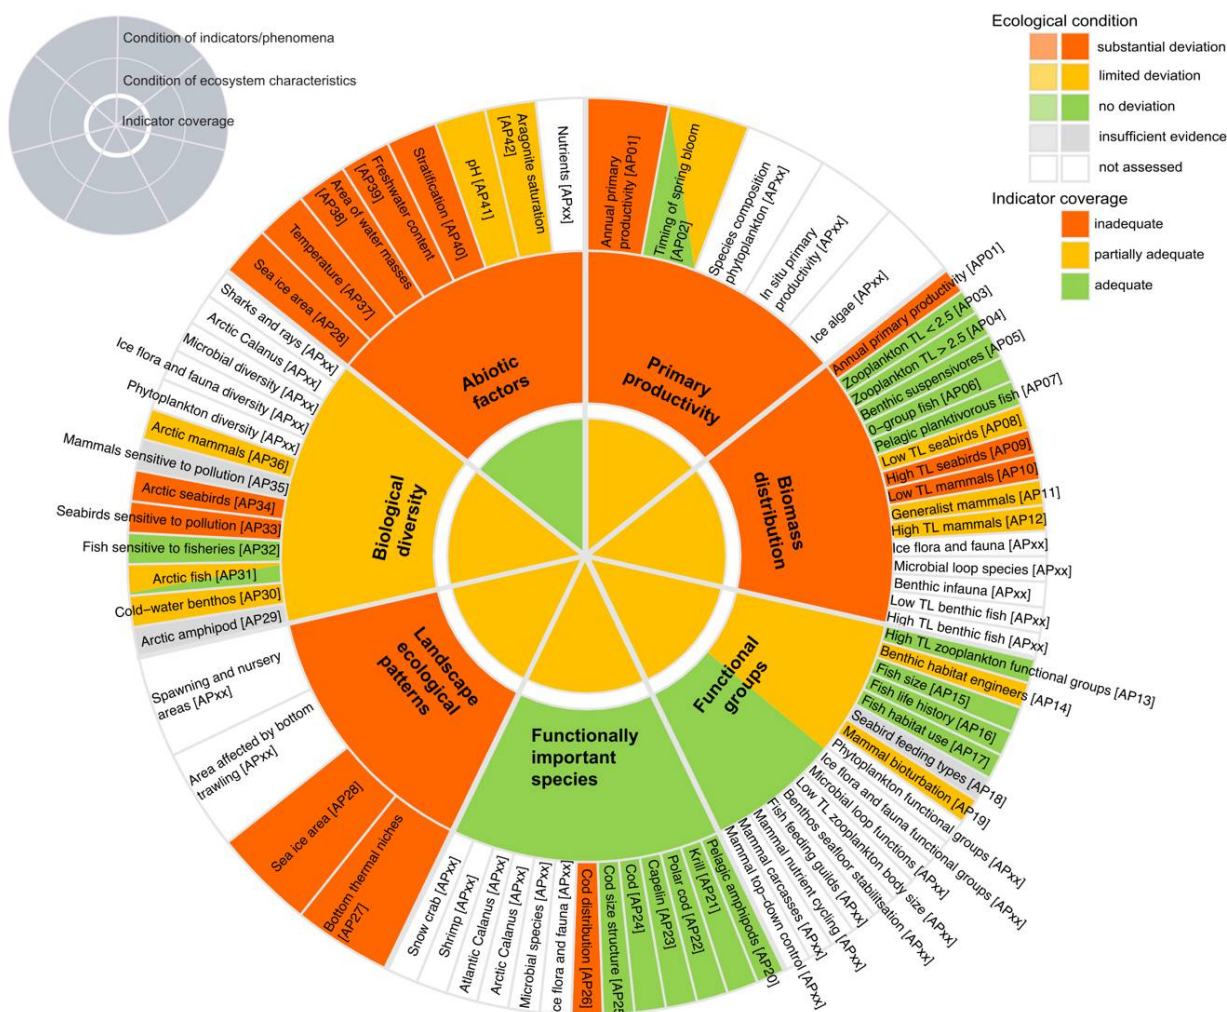 Condition of indicators/phenomena
Condition of ecosystem characteristics
Indicator coverage
Ecological condition
substantial deviation
limited deviation
no deviation
insufficient evidence
not assessed
Indicator coverage
inadequate
partially adequate
adequate
Annual primary
productivity [AP01]
Timing of spring bloom
[AP02]
Species composition
phytoplankton [APxx]
In situ primary
productivity [APxx]
Ice algae [APxx]
Primary
productivity
Annual primary productivity [AP01]
Zooplankton TL < 2.5 [AP03]
Zooplankton TL > 2.5 [AP04]
Benthic suspensivores [AP05]
0–group fish [AP06]
Pelagic planktivorous fish [AP07]
Low TL seabirds [AP08]
High TL seabirds [AP09]
Low TL mammals [AP10]
Generalist mammals [AP11]
High TL mammals [AP12]
Ice flora and fauna [APxx]
Microbial loop species [APxx]
Benthic infauna [APxx]
Low TL benthic fish [APxx]
High TL benthic fish [APxx]
Biomass
distribution
High TL zooplankton functional groups [AP13]
Benthic habitat engineers [AP14]
Fish size [AP15]
Fish life history [AP16]
Fish habitat use [AP17]
Seabird feeding types [AP18]
Mammal bioturbation [AP19]
Phytoplankton functional groups [APxx]
Ice flora and fauna functional groups [APxx]
Microbial loop functions [APxx]
Low TL zooplankton body size [APxx]
Benthos seafloor stabilitsation [APxx]
Fish feeding guilds [APxx]
Mammal nutrient cycling [APxx]
Mammal carcasses [APxx]
Mammal top–down control [APxx]
Functional
groups
Pelagic amphipods [AP20]
Krill [AP21]
Polar cod [AP22]
Capelin [AP23]
Cod [AP24]
Cod size structure [AP25
Cod distribution [AP26]
ce flora and fauna [APxx]
Microbial species [APxx]
Arctic Calanus [APxx]
Atlantic Calanus [APxx]
Shrimp [APxx]
Snow crab [APxx]
Functionally
important
species
Bottom thermal niches
[AP27]
Sea ice area [AP28]
Area affected by bottom
trawling [APxx]
Spawning and nursery
areas [APxx]
Landscape
ecological
patterns
Arctic amphipod [AP29]
Cold–water benthos [AP30]
Arctic fish [AP31]
Fish sensitive to fisheries [AP32]
Seabirds sensitive to pollution [AP33]
Arctic seabirds [AP34]
Mammals sensitive to pollution [AP35]
Arctic mammals [AP36]
Phytoplankton diversity [APxx]
Ice flora and fauna diversity [APxx]
Microbial diversity [APxx]
Arctic Calanus [APxx]
Sharks and rays [APxx]
Biological
diversity
Sea ice area [AP28]
Temperature [AP37]
Area of water masses
[AP38]
Freshwater content
[AP39]
Stratification [AP40]
pH [AP41]
Aragonite saturation
[AP42]
Nutrients [APxx]
Abiotic
factors